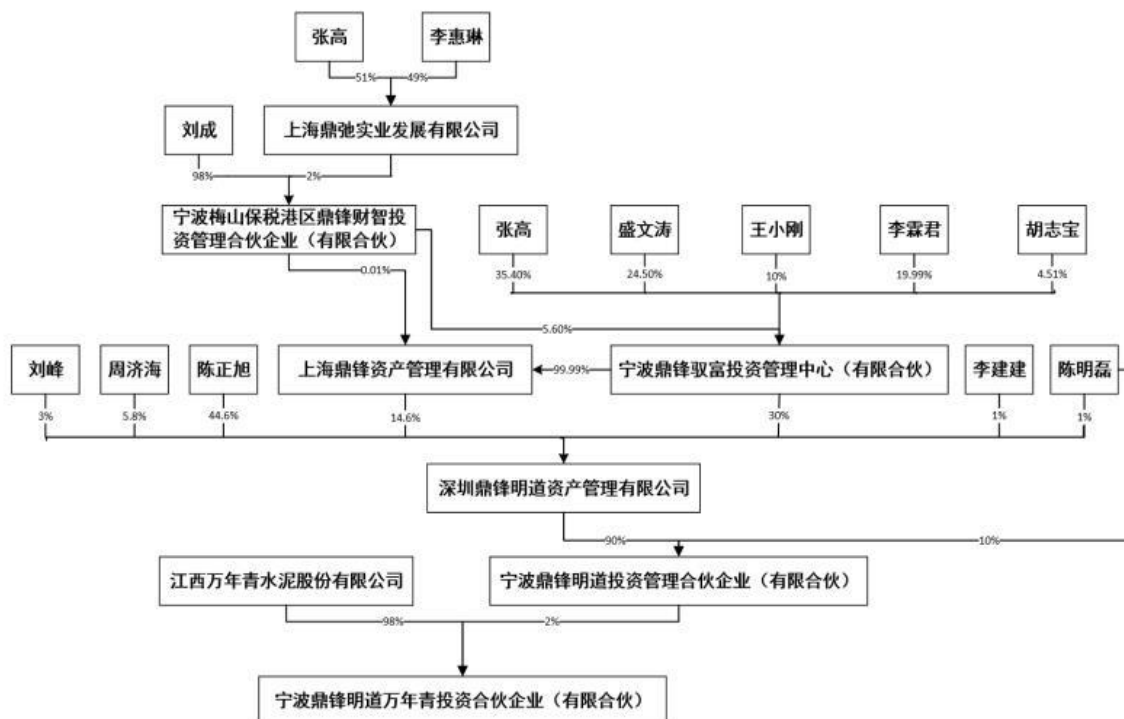 张高
李惠琳
51%
49%
刘成
上海鼎弛实业发展有限公司
98%
2%
宁波梅山保税港区鼎锋财智投
资管理合伙企业（有限合伙）
张高
盛文涛
王小刚
李霖君
胡志宝
0.01%
35.40%
24.50%
10%
19.99%
4.51%
5.60%
刘峰
周济海
陈正旭
上海鼎锋资产管理有限公司
99.99%
宁波鼎锋驭富投资管理中心（有限合伙）
李建建
陈明磊
3%
5.8%
44.6%
14.6%
30%
1%
1%
深圳鼎锋明道资产管理有限公司
90%
10%
江西万年青水泥股份有限公司
宁波鼎锋明道投资管理合伙企业（有限合伙）
98%
2%
宁波鼎锋明道万年青投资合伙企业（有限合伙）